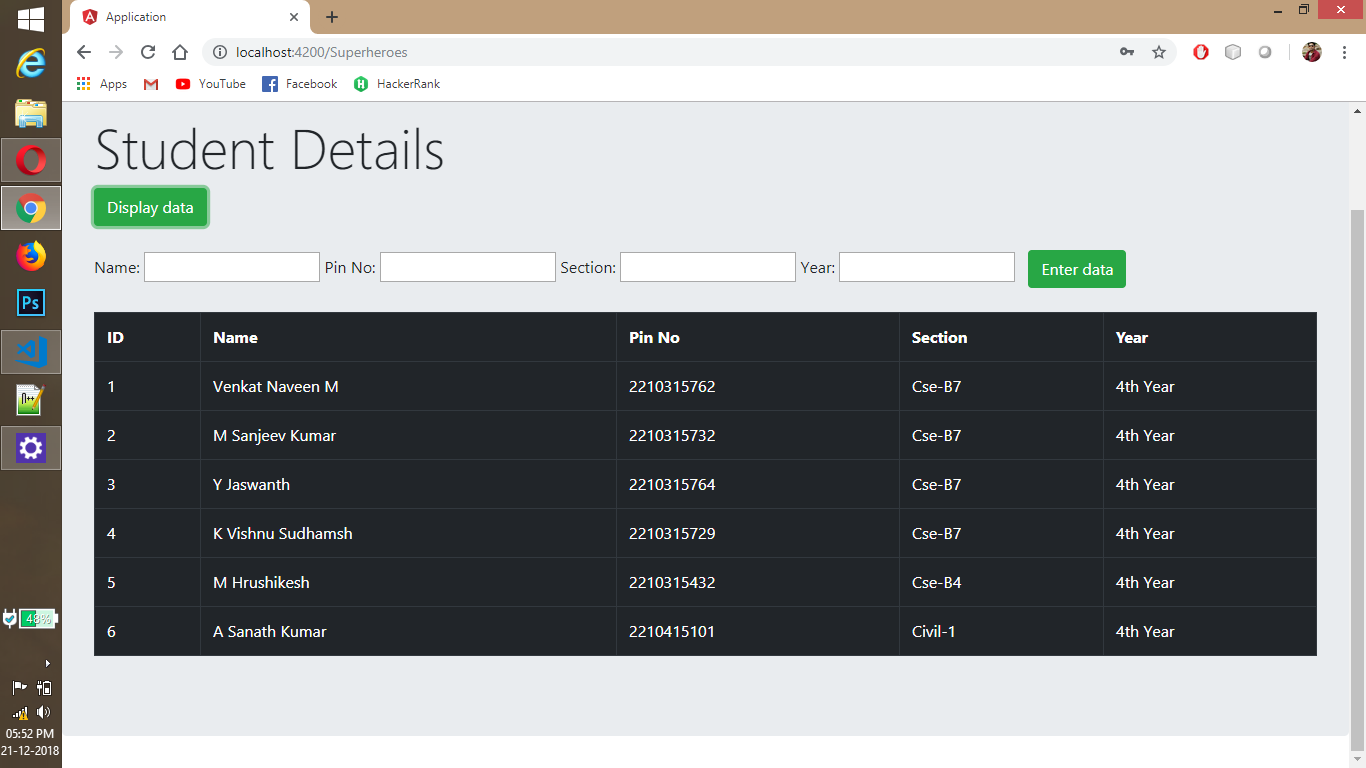 Application
localhost:4200/Superheroes
Apps YouTube Facebook HackerRank
Student Details
Display data
Name: Pin No: Section: Year: Enter data
ID Name Pin No Section Year
1 Venkat Naveen M 2210315762 Cse-B7 4th Year
2 M Sanjeev Kumar 2210315732 Cse-B7 4th Year
3 Y Jaswanth 2210315764 Cse-B7 4th Year
4 K Vishnu Sudhamsh 2210315729 Cse-B7 4th Year
5 M Hrushikesh 2210315432 Cse-B4 4th Year
6 A Sanath Kumar 2210415101 Civil-1 4th Year
Ps
48%
05:52 PM
21-12-2018